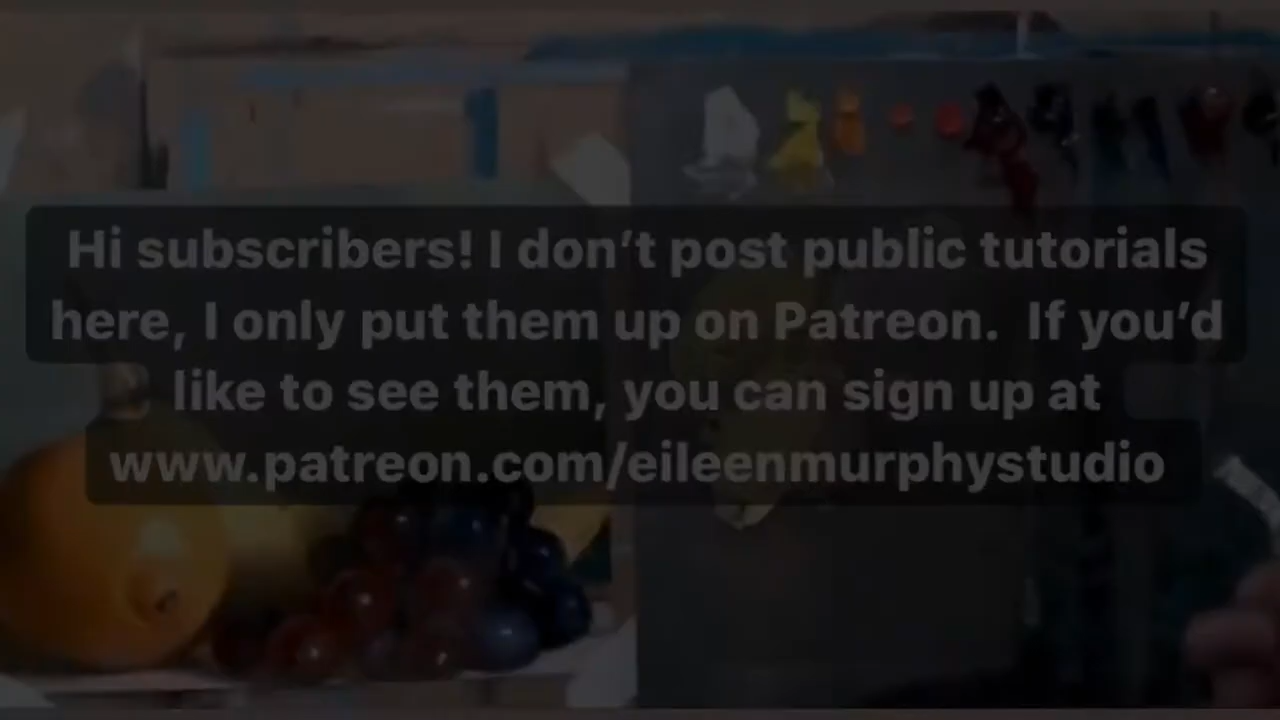 Hi subscribers! I don’t post public tutorials
here, I only put them up on Patreon.  If you’d
like to see them, you can sign up at
www.patreon.com/eileenmurphystudio